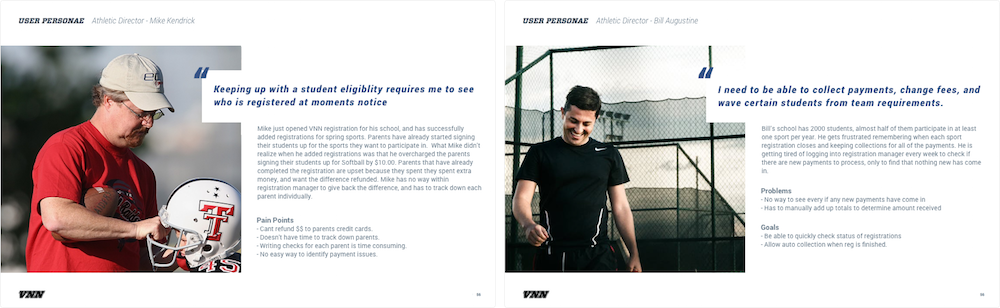 USER PERSONAE Athletic Director - Mike Kendrick
“
Keeping up with a student eligiblity requires me to see
who is registered at moments notice
Mike just opened VNN registration for his school, and has successfully
added registrations for spring sports. Parents have already started signing
their students up for the sports they want to participate in. What Mike didn't
realize when he added registrations was that he overcharged the parents
signing their students up for Softball by $10.00. Parents that have already
completed the registration are upset because they spent they spent extra
money, and want the difference refunded. Mike has no way within
registration manager to give back the difference, and has to track down each
parent individually.
Pain Points
- Cant refund $$ to parents credit cards.
- Doesn't have time to track down parents.
- Writing checks for each parent is time consuming.
- No easy way to identify payment issues.
T
VNN
USER PERSONAE Athletic Director - Bill Augustine
“
I need to be able to collect payments, change fees, and
wave certain students from team requirements.
Bill's school has 2000 students, almost half of them participate in at least
one sport per year. He gets frustrated remembering when each sport
registration closes and keeping collections for all of the payments. He is
getting tired of logging into registration manager every week to check if
there are new payments to process, only to find that nothing new has come
in.
Problems
- No way to see every if any new payments have come in
- Has to manually add up totals to determine amount received
Goals
- Be able to quickly check status of registrations
- Allow auto collection when reg is finished.
VNN